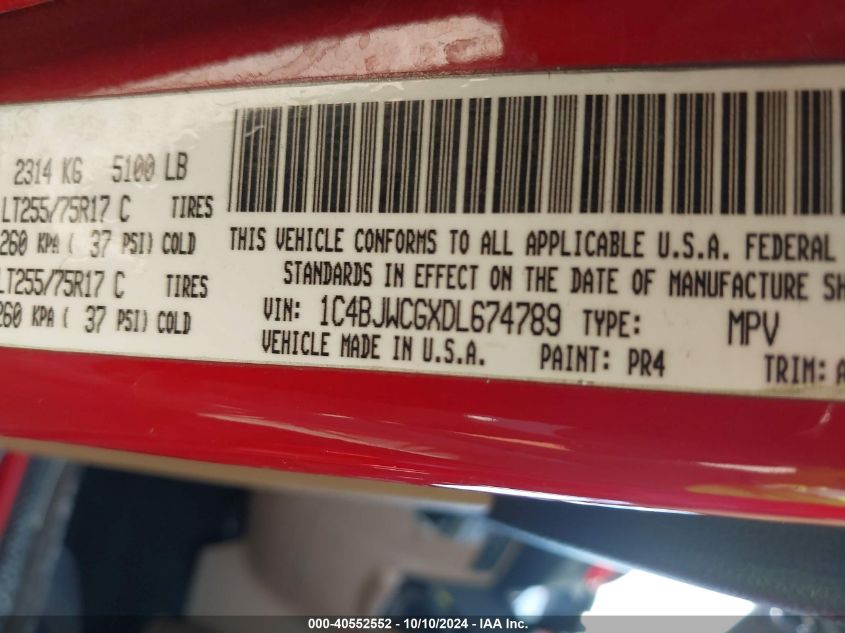 2314 KG 5100 LB
LT255/75R17 C TIRES
260 KPA ( 37 PSI) COLD
LT255/75R17 C TIRES
260 KPA ( 37 PSI) COLD
THIS VEHICLE CONFORMS TO ALL APPLICABLE U.S.A. FEDERAL
STANDARDS IN EFFECT ON THE DATE OF MANUFACTURE SH
VIN: 1C4BJWCGXDL674789 TYPE: MPV
VEHICLE MADE IN U.S.A. PAINT: PR4 TRIM: A
000-40552552 - 10/10/2024 - IAA Inc.